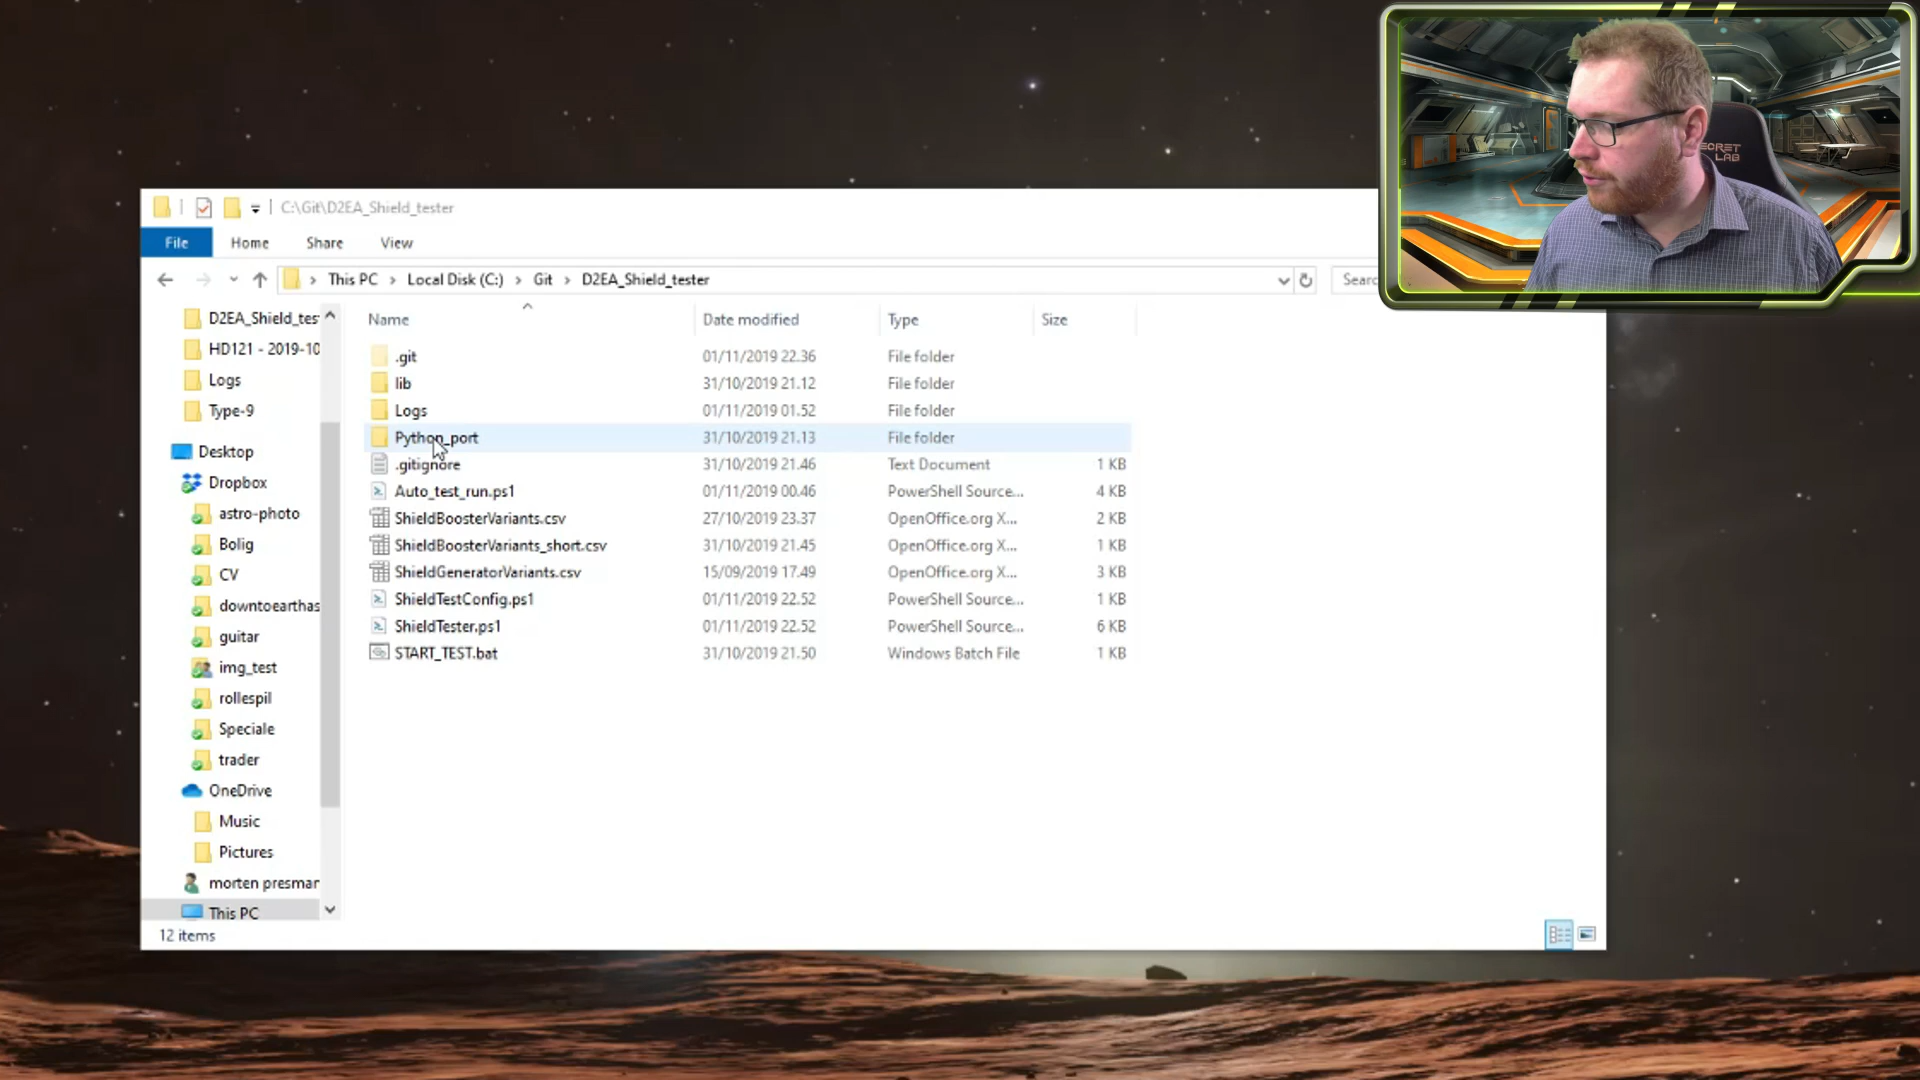 C:\Git\D2EA_Shield_tester
File Home Share View
This PC Local Disk (C:) Git D2EA_Shield_tester Searc
D2EA_Shield_tes
HD121 - 2019-10
Logs
Type-9
Desktop
Dropbox
astro-photo
Bolig
CV
downtoearthas
guitar
img_test
rollespil
Speciale
trader
OneDrive
Music
Pictures
morten presmar
This PC
Name Date modified Type Size
.git 01/11/2019 22.36 File folder
lib 31/10/2019 21.12 File folder
Logs 01/11/2019 01.52 File folder
Python_port 31/10/2019 21.13 File folder
.gitignore 31/10/2019 21.46 Text Document 1 KB
Auto_test_run.ps1 01/11/2019 00.46 PowerShell Source... 4 KB
ShieldBoosterVariants.csv 27/10/2019 23.37 OpenOffice.org X... 2 KB
ShieldBoosterVariants_short.csv 31/10/2019 21.45 OpenOffice.org X... 1 KB
ShieldGeneratorVariants.csv 15/09/2019 17.49 OpenOffice.org X... 3 KB
ShieldTestConfig.ps1 01/11/2019 22.52 PowerShell Source... 1 KB
ShieldTester.ps1 01/11/2019 22.52 PowerShell Source... 6 KB
START_TEST.bat 31/10/2019 21.50 Windows Batch File 1 KB
12 items
ECRET
LAB